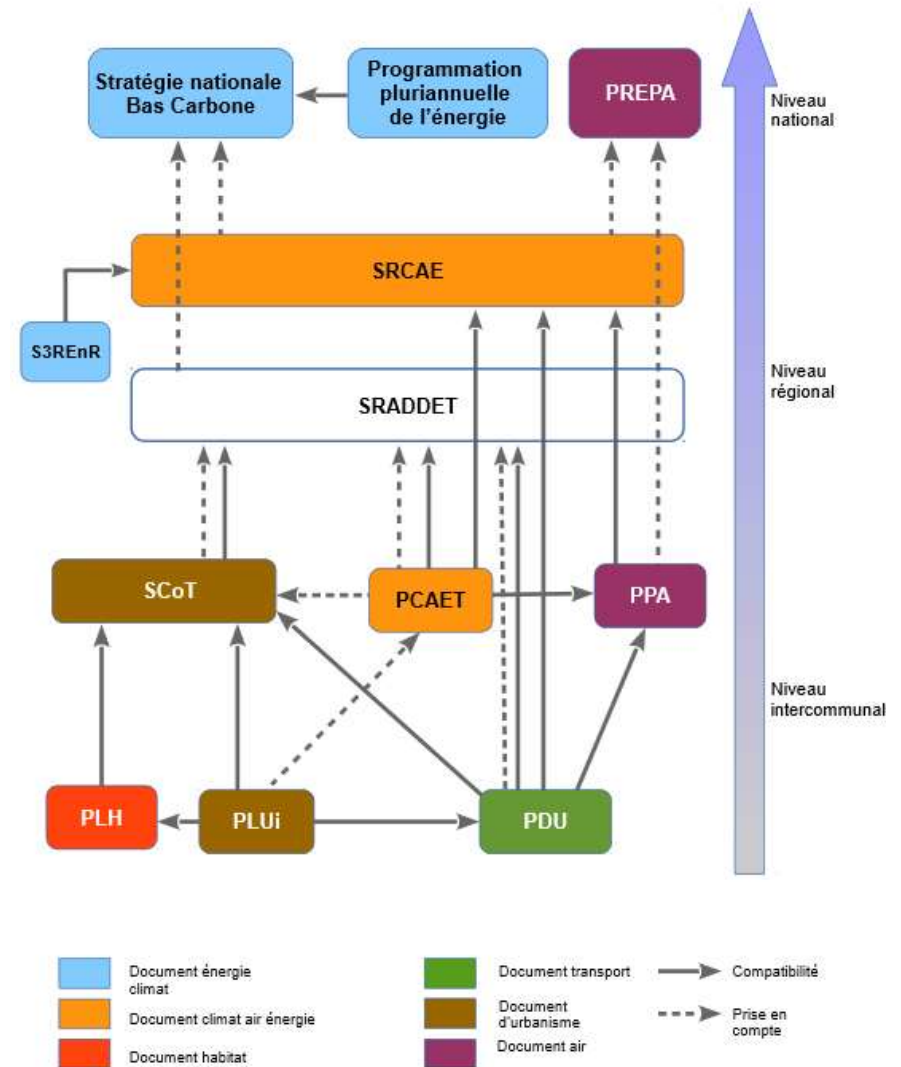 Stratégie nationale
Bas Carbone
Programmation
pluriannuelle
de l'énergie
PREPA
Niveau
national
SRCAE
S3REnR
Niveau
régional
SRADDET
SCoT
PCAET
PPA
Niveau
intercommunal
PLH
PLUi
PDU
Document énergie
climat
Document transport
Compatibilité
Document climat air énergie
Document
d'urbanisme
Prise en
compte
Document habitat
Document air